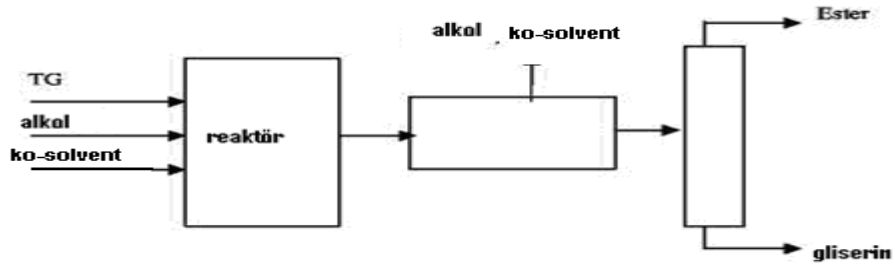 TG
alkol
ko-solvent
reaktör
alkol , ko-solvent
Ester
gliserin